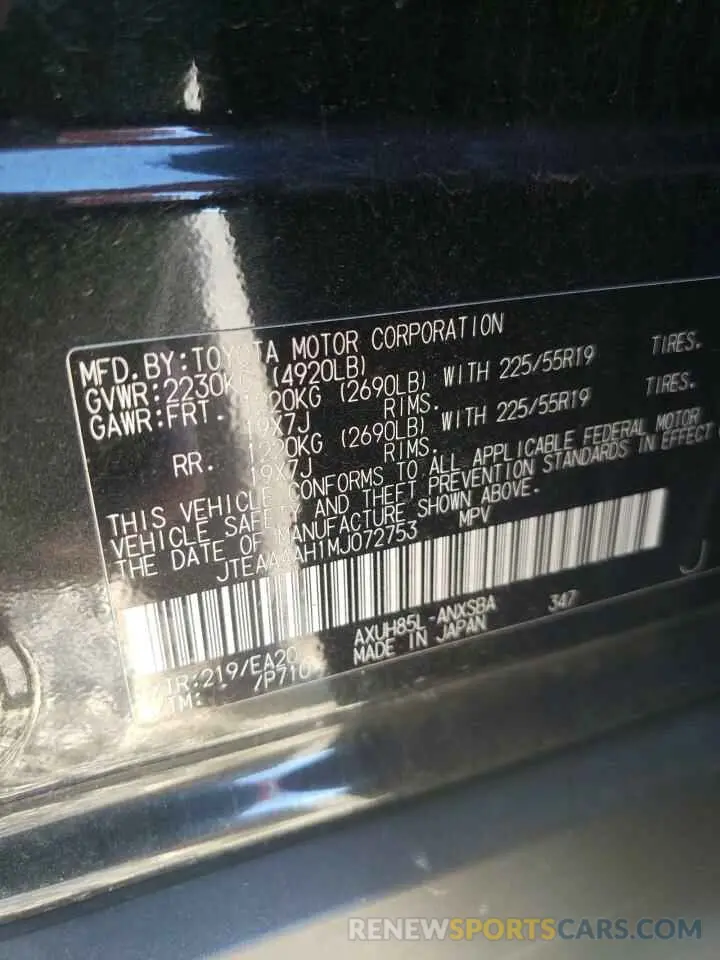 MFD. BY: TOYOTA MOTOR CORPORATION
GVWR: 2230KG (4920LB)
GAWR: FRT. 1220KG (2690LB) WITH 225/55R19 TIRES.
19X7J RIMS.
RR. 1220KG (2690LB) WITH 225/55R19 TIRES.
19X7J RIMS.
THIS VEHICLE CONFORMS TO ALL APPLICABLE FEDERAL MOTOR
VEHICLE SAFETY AND THEFT PREVENTION STANDARDS IN EFFECT
THE DATE OF MANUFACTURE SHOWN ABOVE.
JTEAAAAH1MJ072753 MPV
TR:219/EA20 AXUH85L-ANXSBA 347
TM: /P710 MADE IN JAPAN
J
RENEWSPORTSCARS.COM